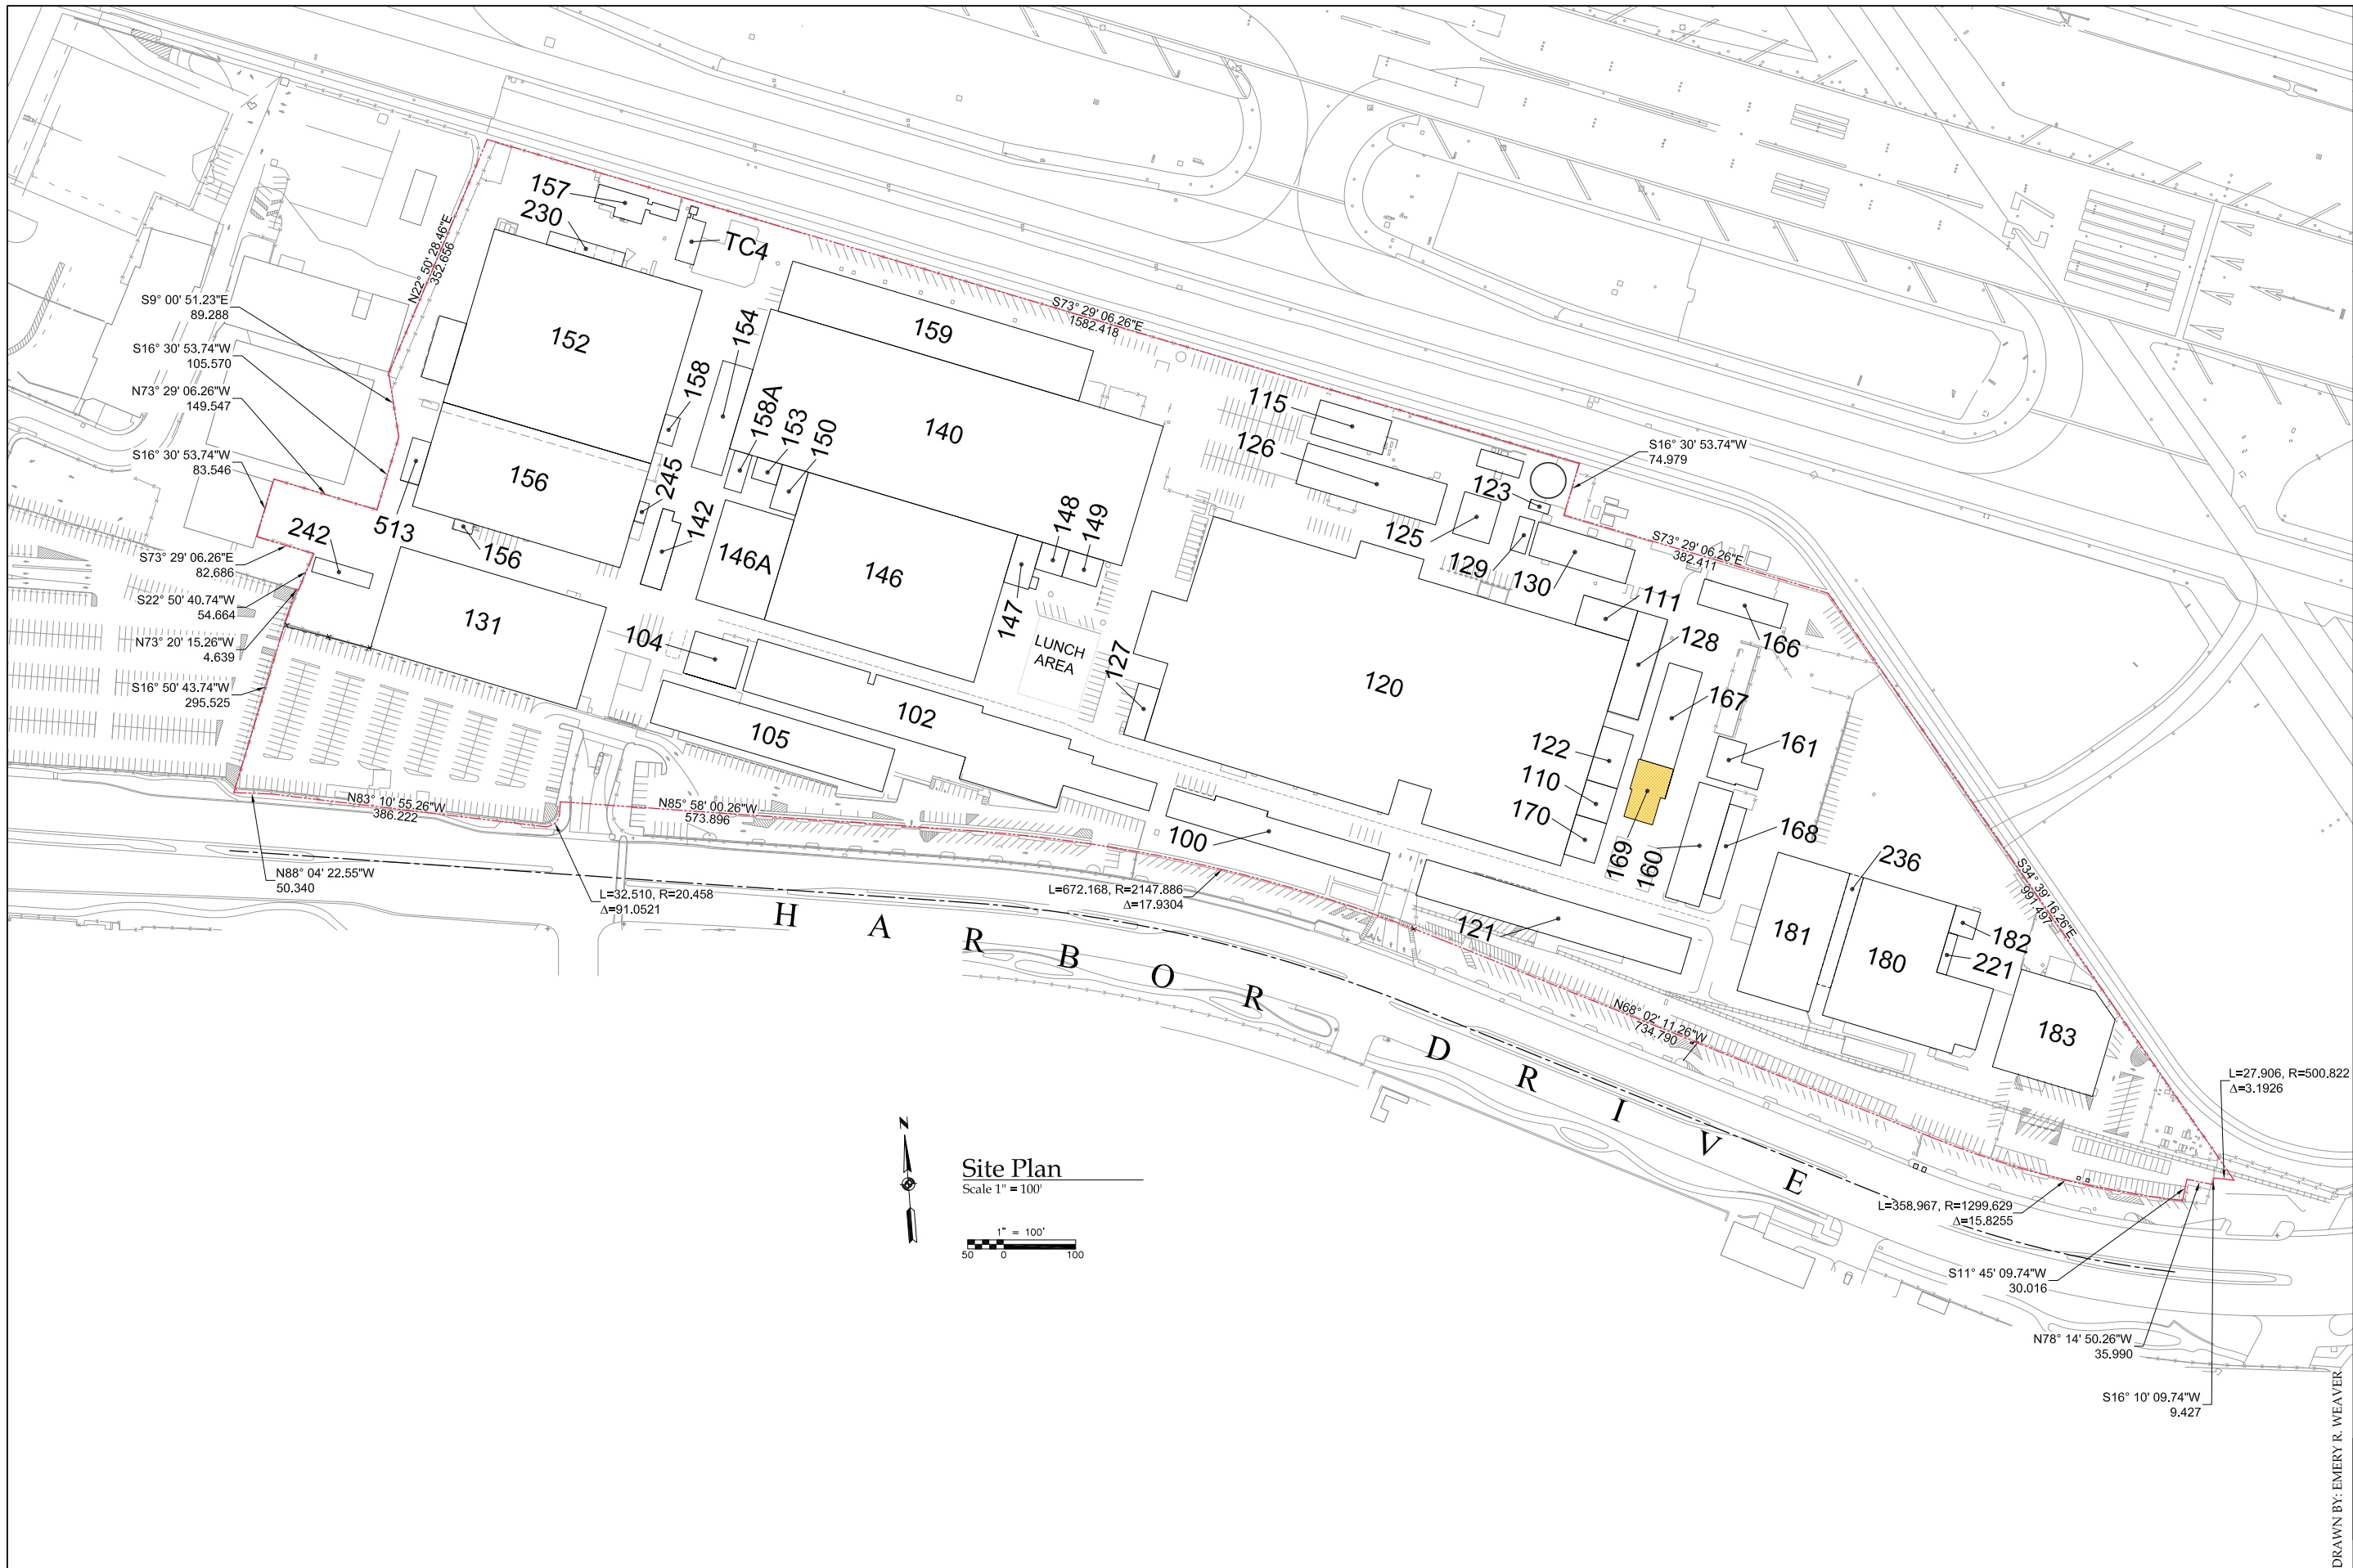 157
230
TC4
N22° 50' 28.46"E
352.656
S9° 00' 51.23"E
89.288
S16° 30' 53.74"W
105.570
N73° 29' 06.26"W
149.547
S16° 30' 53.74"W
83.546
S73° 29' 06.26"E
1582.418
152
154
159
158
158A
153
150
140
115
126
S16° 30' 53.74"W
74.979
123
125
129
130
S73° 29' 06.26"E
382.411
156
245
142
513
242
156
146A
146
148
149
147
111
128
166
S73° 29' 06.26"E
82.686
S22° 50' 40.74"W
54.664
N73° 20' 15.26"W
4.639
S16° 50' 43.74"W
295.525
131
104
LUNCH
AREA
127
120
167
102
105
122
161
110
170
N83° 10' 55.26"W
386.222
N85° 58' 00.26"W
573.896
100
169
160
168
236
N88° 04' 22.55"W
50.340
L=32.510, R=20.458
Δ=91.0521
L=672.168, R=2147.886
Δ=17.9304
S34° 39' 16.26"E
991.497
121
181
180
182
221
183
HARBOR DRIVE
N68° 02' 11.26"W
734.790
L=27.906, R=500.822
Δ=3.1926
N
Site Plan
Scale 1" = 100'
1" = 100'
50 0 100
L=358.967, R=1299.629
Δ=15.8255
S11° 45' 09.74"W
30.016
N78° 14' 50.26"W
35.990
S16° 10' 09.74"W
9.427
DRAWN BY: EMERY R. WEAVER